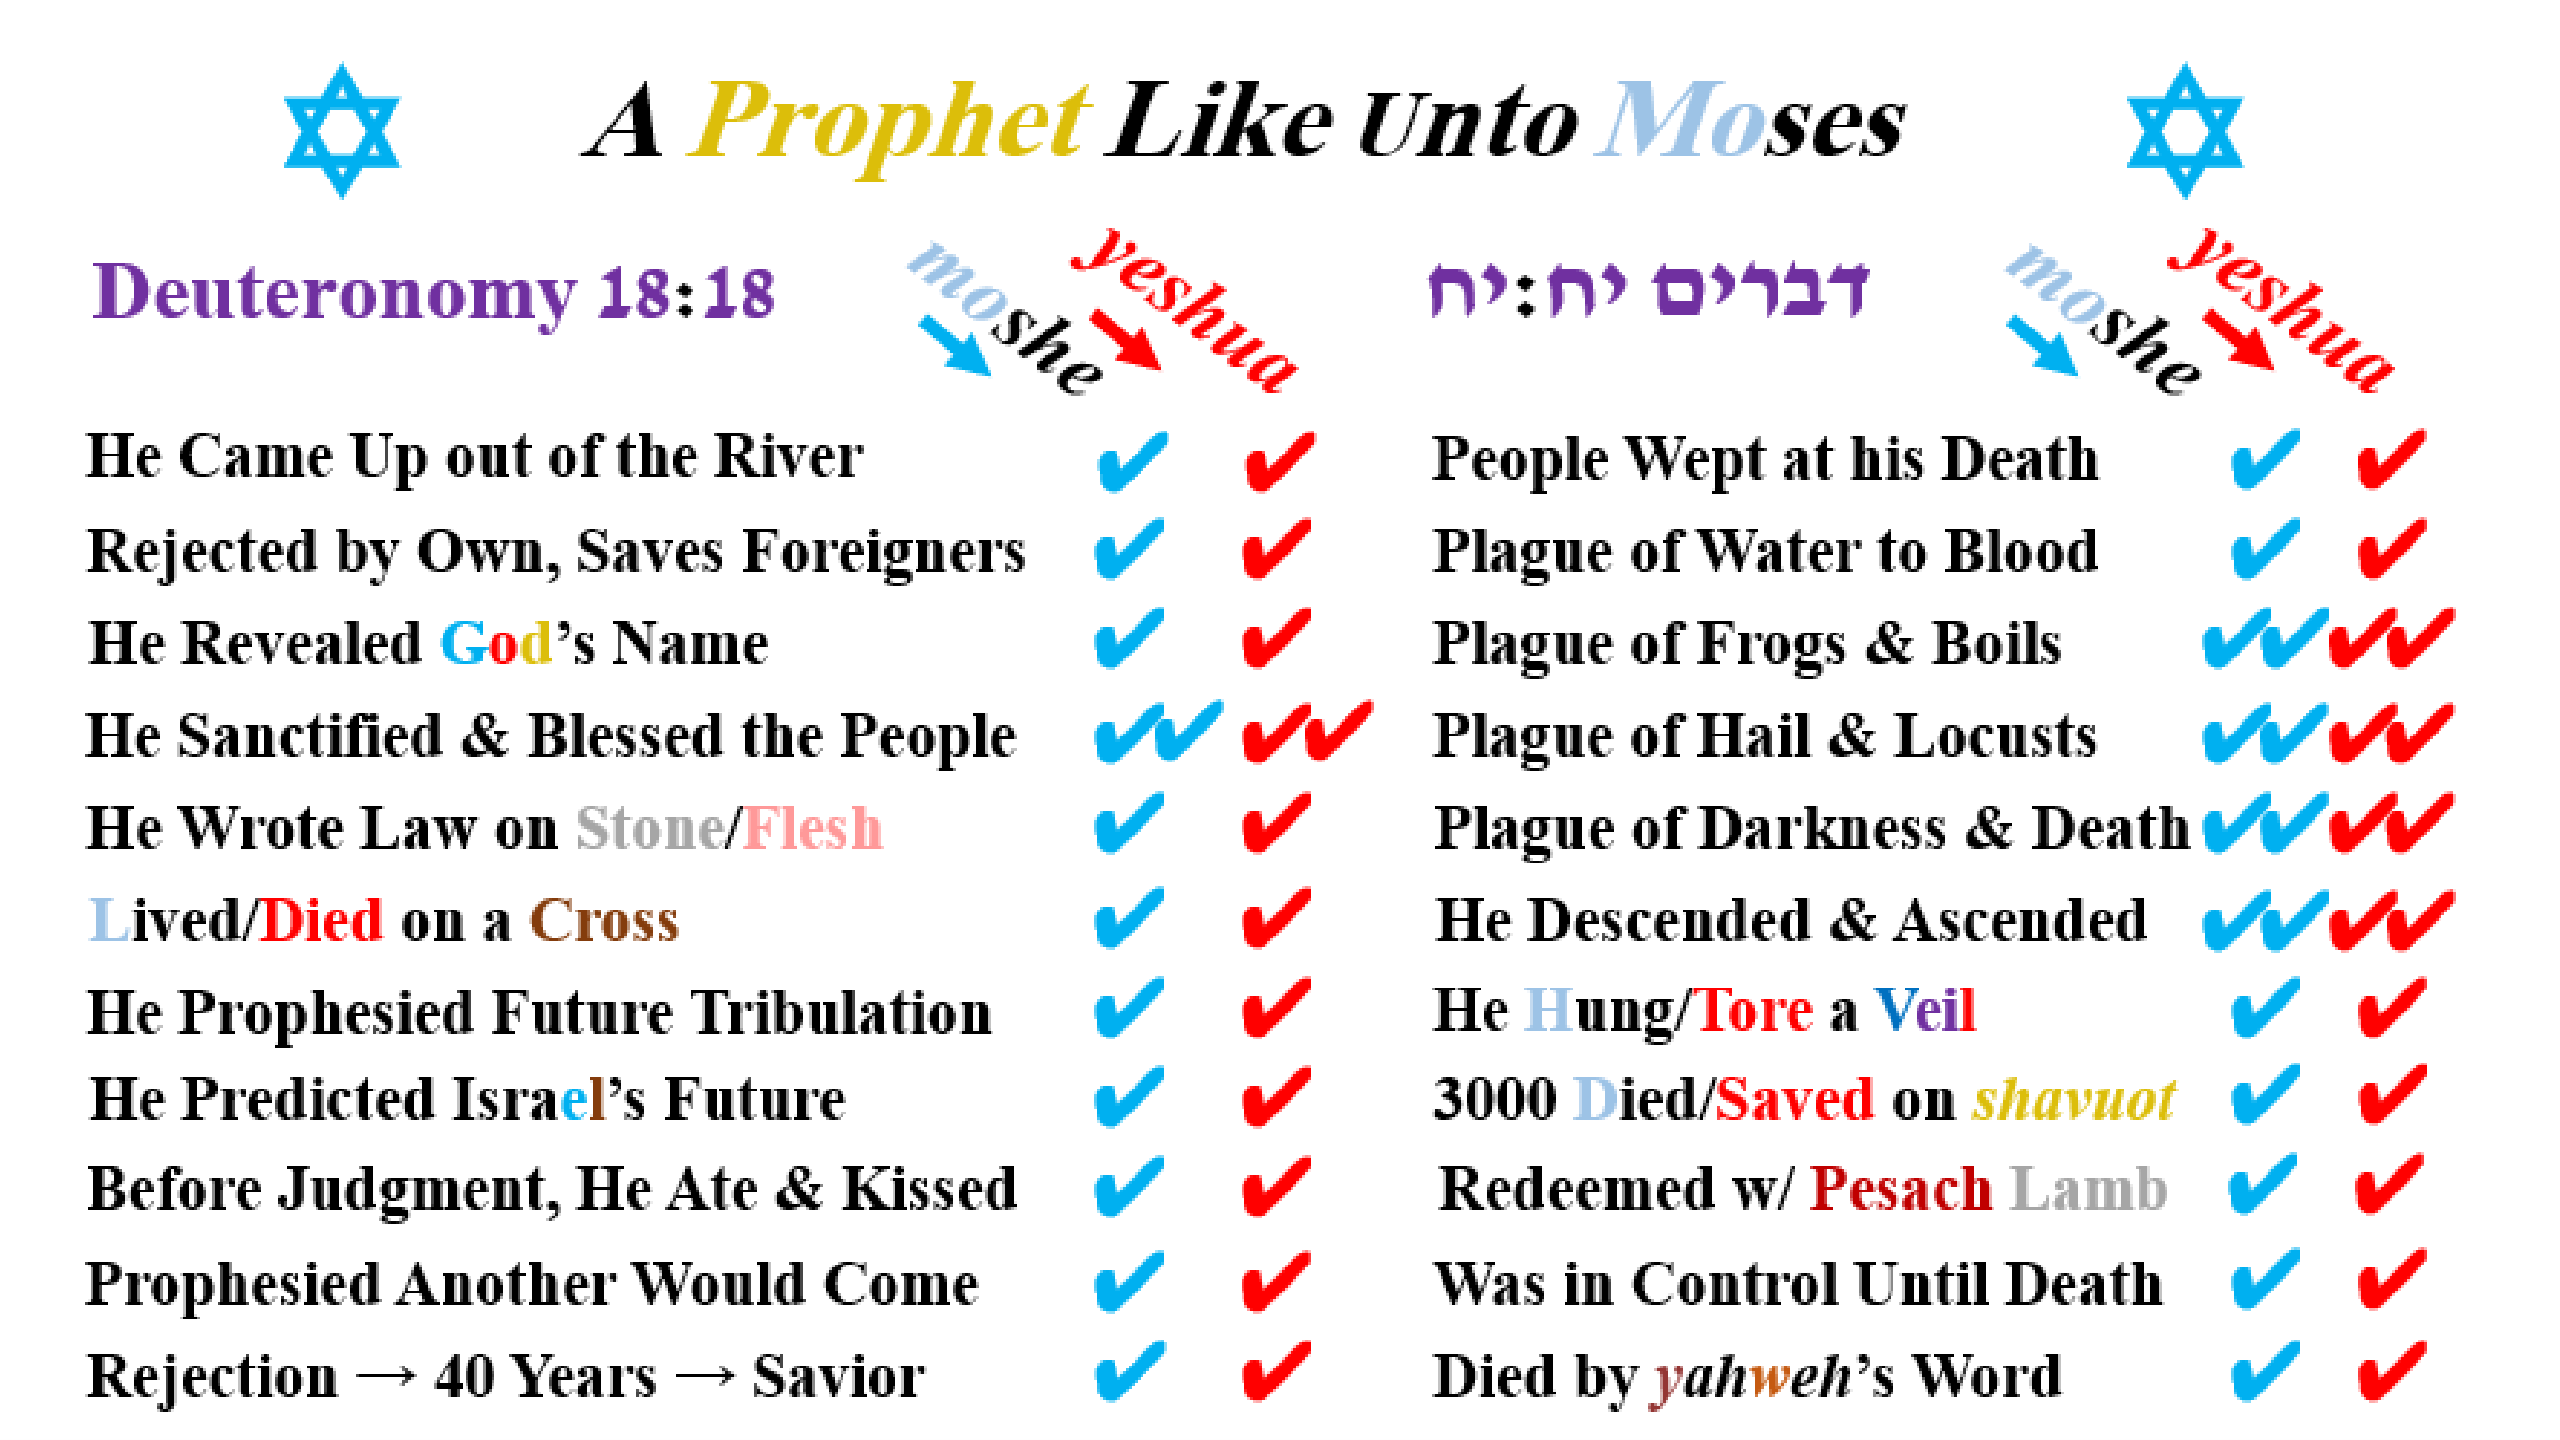 A Prophet Like Unto Moses
Deuteronomy 18:18
moshe
yeshua
He Came Up out of the River ✔ ✔
Rejected by Own, Saves Foreigners ✔ ✔
He Revealed God’s Name ✔ ✔
He Sanctified & Blessed the People ✔✔ ✔✔
He Wrote Law on Stone/Flesh ✔ ✔
Lived/Died on a Cross ✔ ✔
He Prophesied Future Tribulation ✔ ✔
He Predicted Israel’s Future ✔ ✔
Before Judgment, He Ate & Kissed ✔ ✔
Prophesied Another Would Come ✔ ✔
Rejection → 40 Years → Savior ✔ ✔
דברים יח:יח
moshe
yeshua
People Wept at his Death ✔ ✔
Plague of Water to Blood ✔ ✔
Plague of Frogs & Boils ✔✔ ✔✔
Plague of Hail & Locusts ✔✔ ✔✔
Plague of Darkness & Death ✔✔ ✔✔
He Descended & Ascended ✔✔ ✔✔
He Hung/Tore a Veil ✔ ✔
3000 Died/Saved on shavuot ✔ ✔
Redeemed w/ Pesach Lamb ✔ ✔
Was in Control Until Death ✔ ✔
Died by yahweh’s Word ✔ ✔